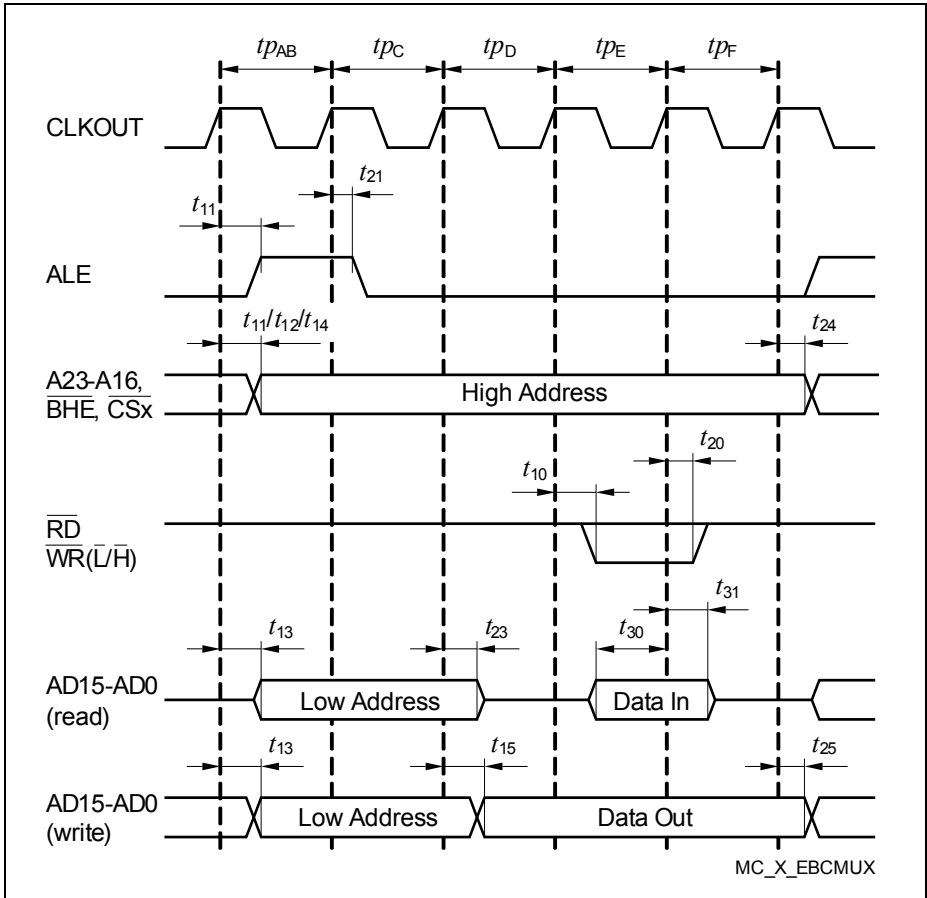 tpAB tpC tpD tpE tpF
CLKOUT
t21
t11
ALE
t11/t12/t14 t24
A23-A16,
BHE, CSx
High Address
t20
t10
RD
WR(L/H)
t31
t13 t23 t30
AD15-AD0
(read)
Low Address Data In
t13 t15 t25
AD15-AD0
(write)
Low Address Data Out
MC_X_EBCMUX